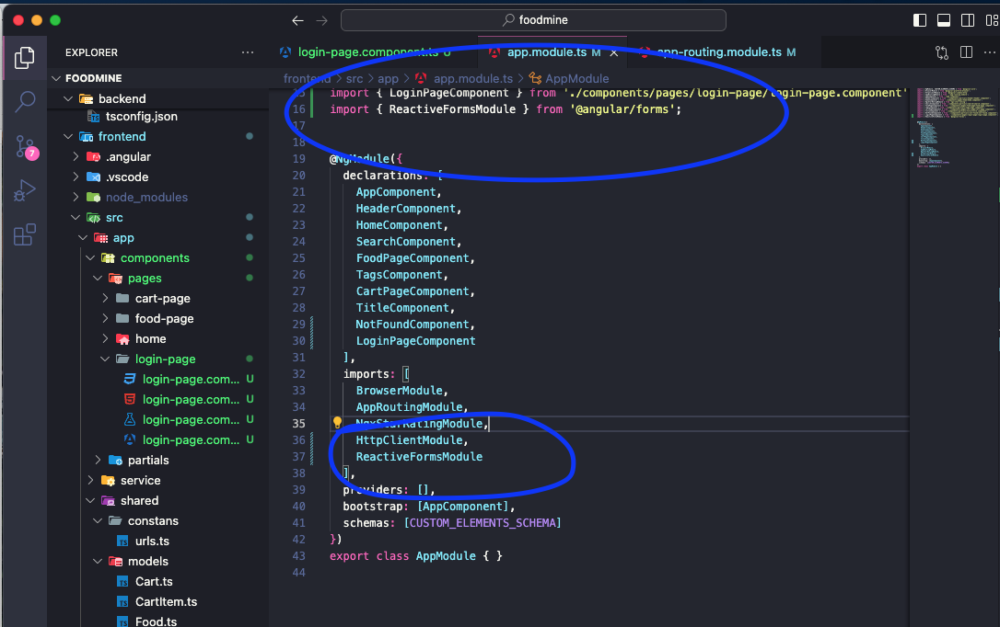 foodmine
EXPLORER
FOODMINE
backend
tsconfig.json
frontend
.angular
.vscode
node_modules
src
app
components
pages
cart-page
food-page
home
login-page
login-page.com... U
login-page.com... U
login-page.com... U
login-page.com... U
partials
service
shared
constans
urls.ts
models
Cart.ts
CartItem.ts
Food.ts
7
login-page.component.ts U
app.module.ts M
app-routing.module.ts M
frontend > src > app > app.module.ts > AppModule
15 import { LoginPageComponent } from './components/pages/login-page/login-page.component'
16 import { ReactiveFormsModule } from '@angular/forms';
17
18
19 @NgModule({
20 declarations: [
21 AppComponent,
22 HeaderComponent,
23 HomeComponent,
24 SearchComponent,
25 FoodPageComponent,
26 TagsComponent,
27 CartPageComponent,
28 TitleComponent,
29 NotFoundComponent,
30 LoginPageComponent
31 ],
32 imports: [
33 BrowserModule,
34 AppRoutingModule,
35 NgxStarRatingModule,
36 HttpClientModule,
37 ReactiveFormsModule
38 ],
39 providers: [],
40 bootstrap: [AppComponent],
41 schemas: [CUSTOM_ELEMENTS_SCHEMA]
42 })
43 export class AppModule { }
44